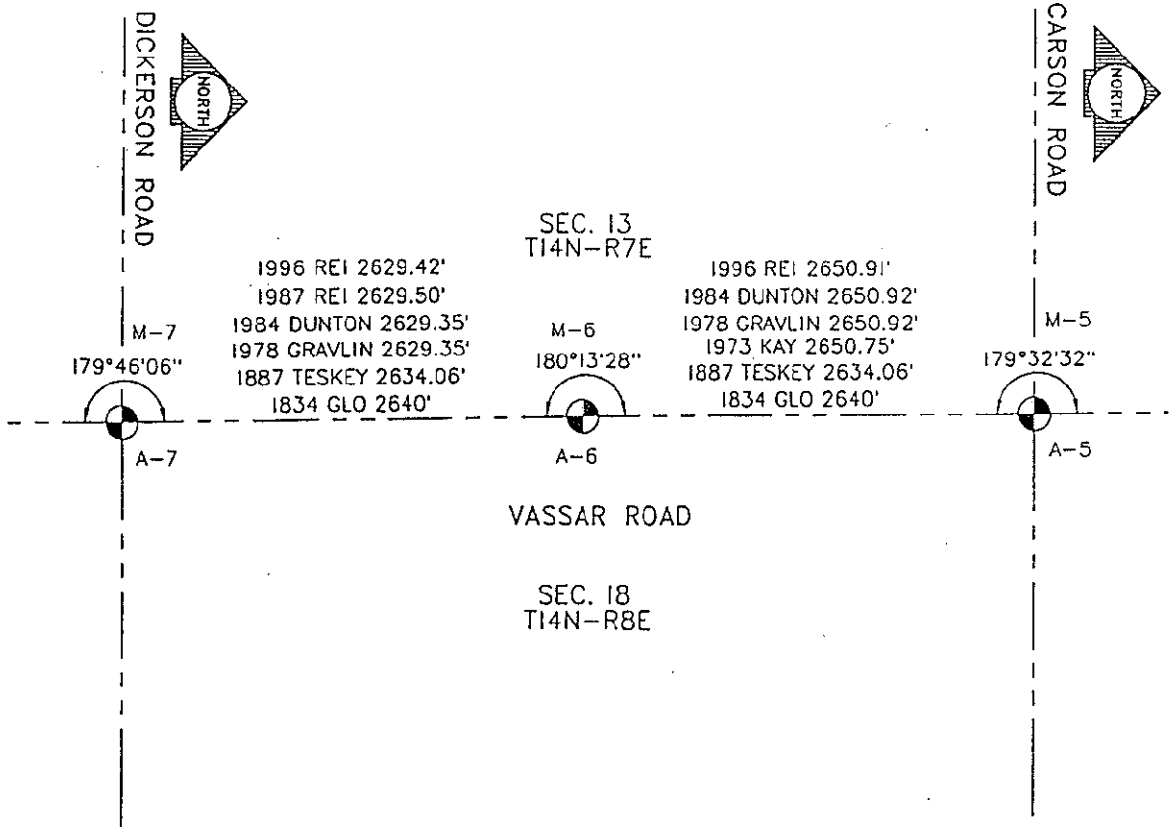 DICKERSON ROAD
NORTH
CARSON ROAD
NORTH
SEC. 13
T14N-R7E
1996 REI 2629.42'
1987 REI 2629.50'
1984 DUNTON 2629.35'
1978 GRAVLIN 2629.35'
1887 TESKEY 2634.06'
1834 GLO 2640'
1996 REI 2650.91'
1984 DUNTON 2650.92'
1978 GRAVLIN 2650.92'
1973 KAY 2650.75'
1887 TESKEY 2634.06'
1834 GLO 2640'
M-7
179°46'06"
A-7
M-6
180°13'28"
A-6
M-5
179°32'32"
A-5
VASSAR ROAD
SEC. 18
T14N-R8E